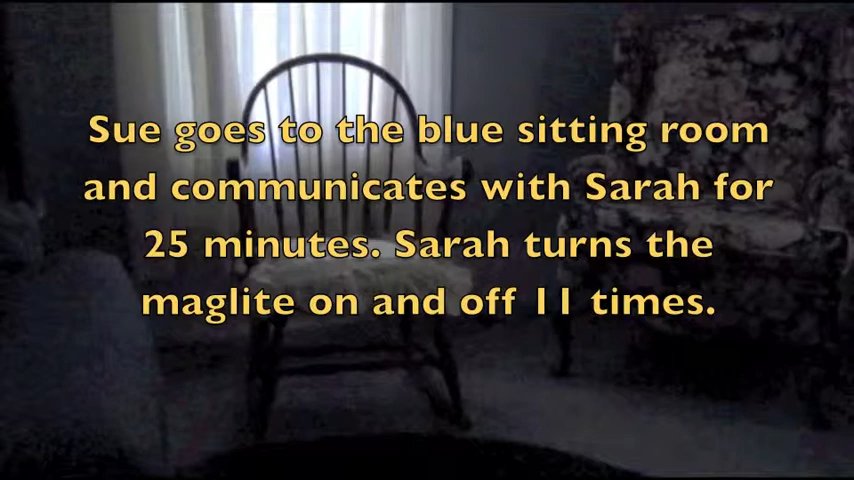 Sue goes to the blue sitting room
and communicates with Sarah for
25 minutes. Sarah turns the
maglite on and off 11 times.